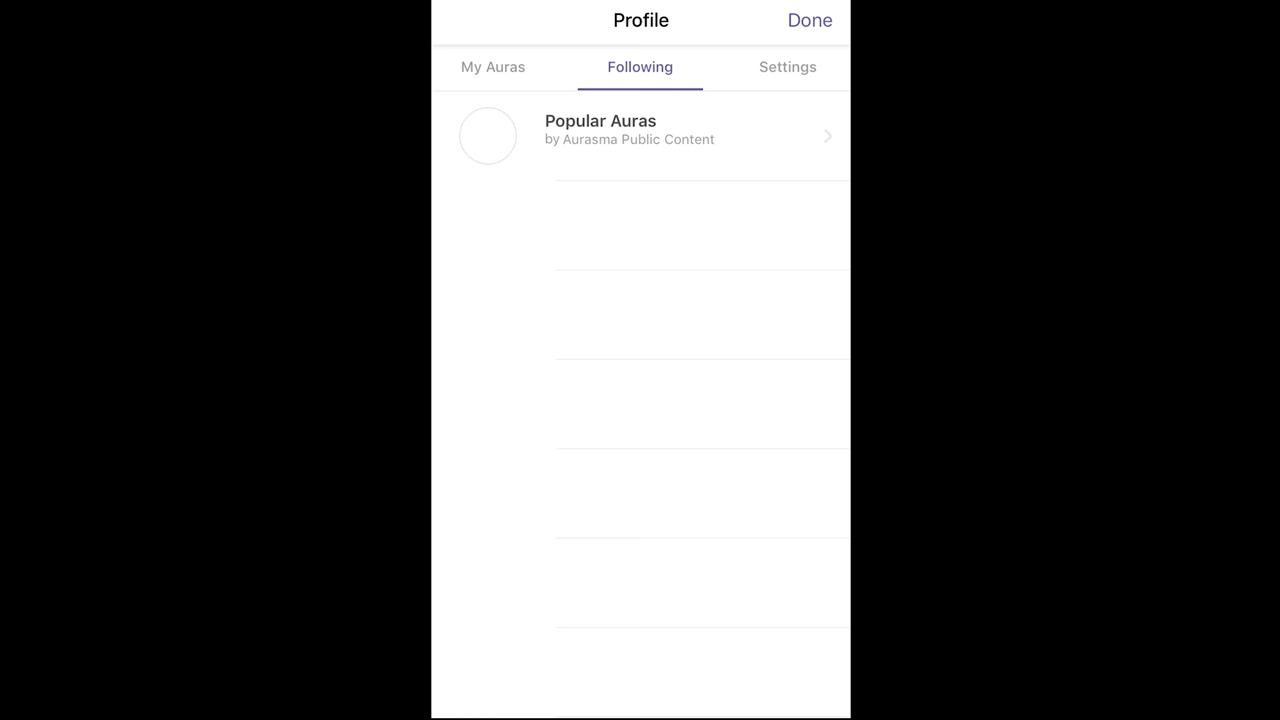 Profile
Done
My Auras
Following
Settings
Popular Auras
by Aurasma Public Content